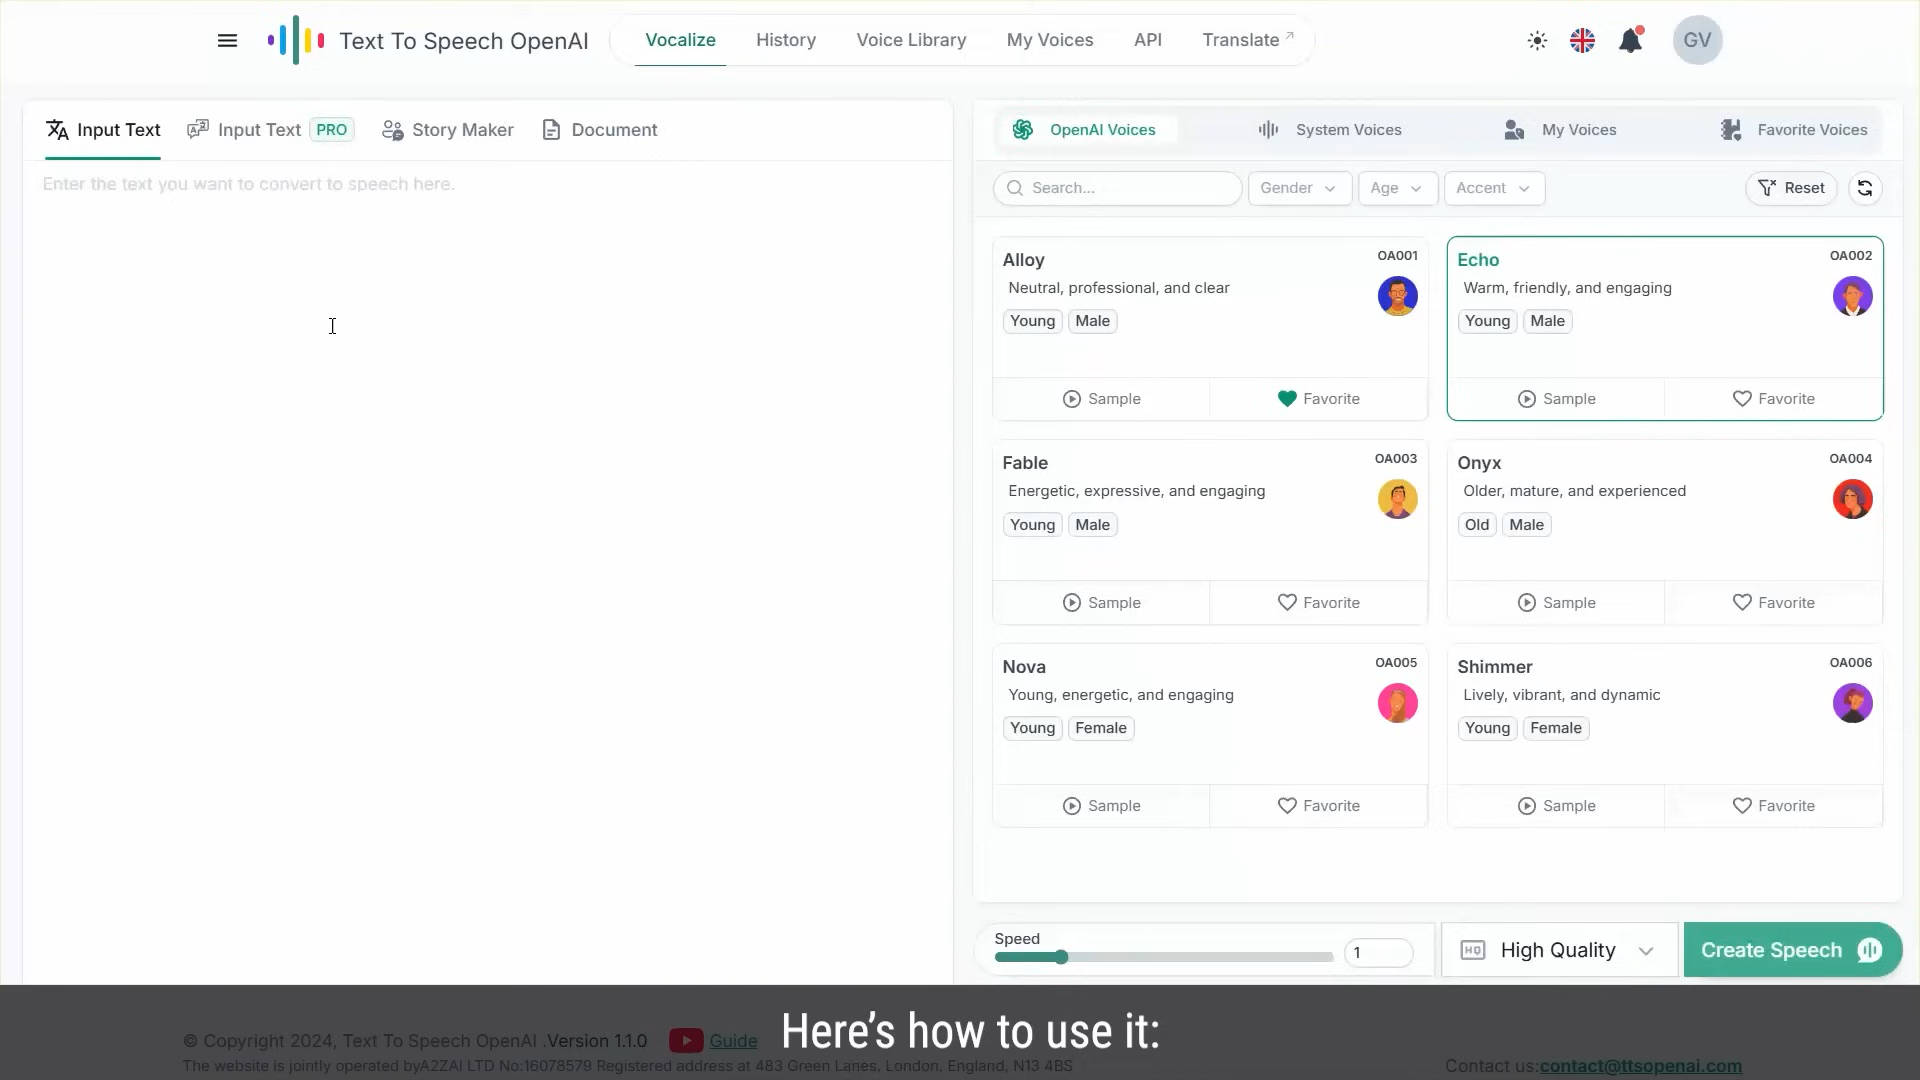 Text To Speech OpenAI
Vocalize
History
Voice Library
My Voices
API
Translate
GV
Input Text
Input Text PRO
Story Maker
Document
Enter the text you want to convert to speech here.
OpenAI Voices
System Voices
My Voices
Favorite Voices
Search...
Gender
Age
Accent
Reset
Alloy
OA001
Neutral, professional, and clear
Young
Male
Sample
Favorite
Echo
OA002
Warm, friendly, and engaging
Young
Male
Sample
Favorite
Fable
OA003
Energetic, expressive, and engaging
Young
Male
Sample
Favorite
Onyx
OA004
Older, mature, and experienced
Old
Male
Sample
Favorite
Nova
OA005
Young, energetic, and engaging
Young
Female
Sample
Favorite
Shimmer
OA006
Lively, vibrant, and dynamic
Young
Female
Sample
Favorite
Speed
1
HQ
High Quality
Create Speech
Here's how to use it:
© Copyright 2024, Text To Speech OpenAI .Version 1.1.0
Guide
The website is jointly operated byA2ZAI LTD No:16078579 Registered address at 483 Green Lanes, London, England, N13 4BS
Contact us:contact@ttsopenai.com